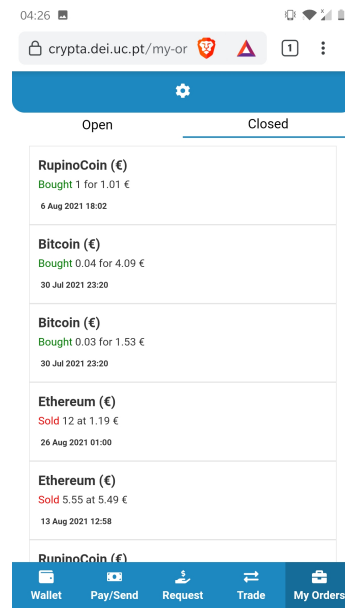 04:26
crypta.dei.uc.pt/my-or
1
Open
Closed
RupinoCoin (€)
Bought 1 for 1.01 €
6 Aug 2021 18:02
Bitcoin (€)
Bought 0.04 for 4.09 €
30 Jul 2021 23:20
Bitcoin (€)
Bought 0.03 for 1.53 €
30 Jul 2021 23:20
Ethereum (€)
Sold 12 at 1.19 €
26 Aug 2021 01:00
Ethereum (€)
Sold 5.55 at 5.49 €
13 Aug 2021 12:58
RupinoCoin (€)
Wallet
Pay/Send
Request
Trade
My Orders